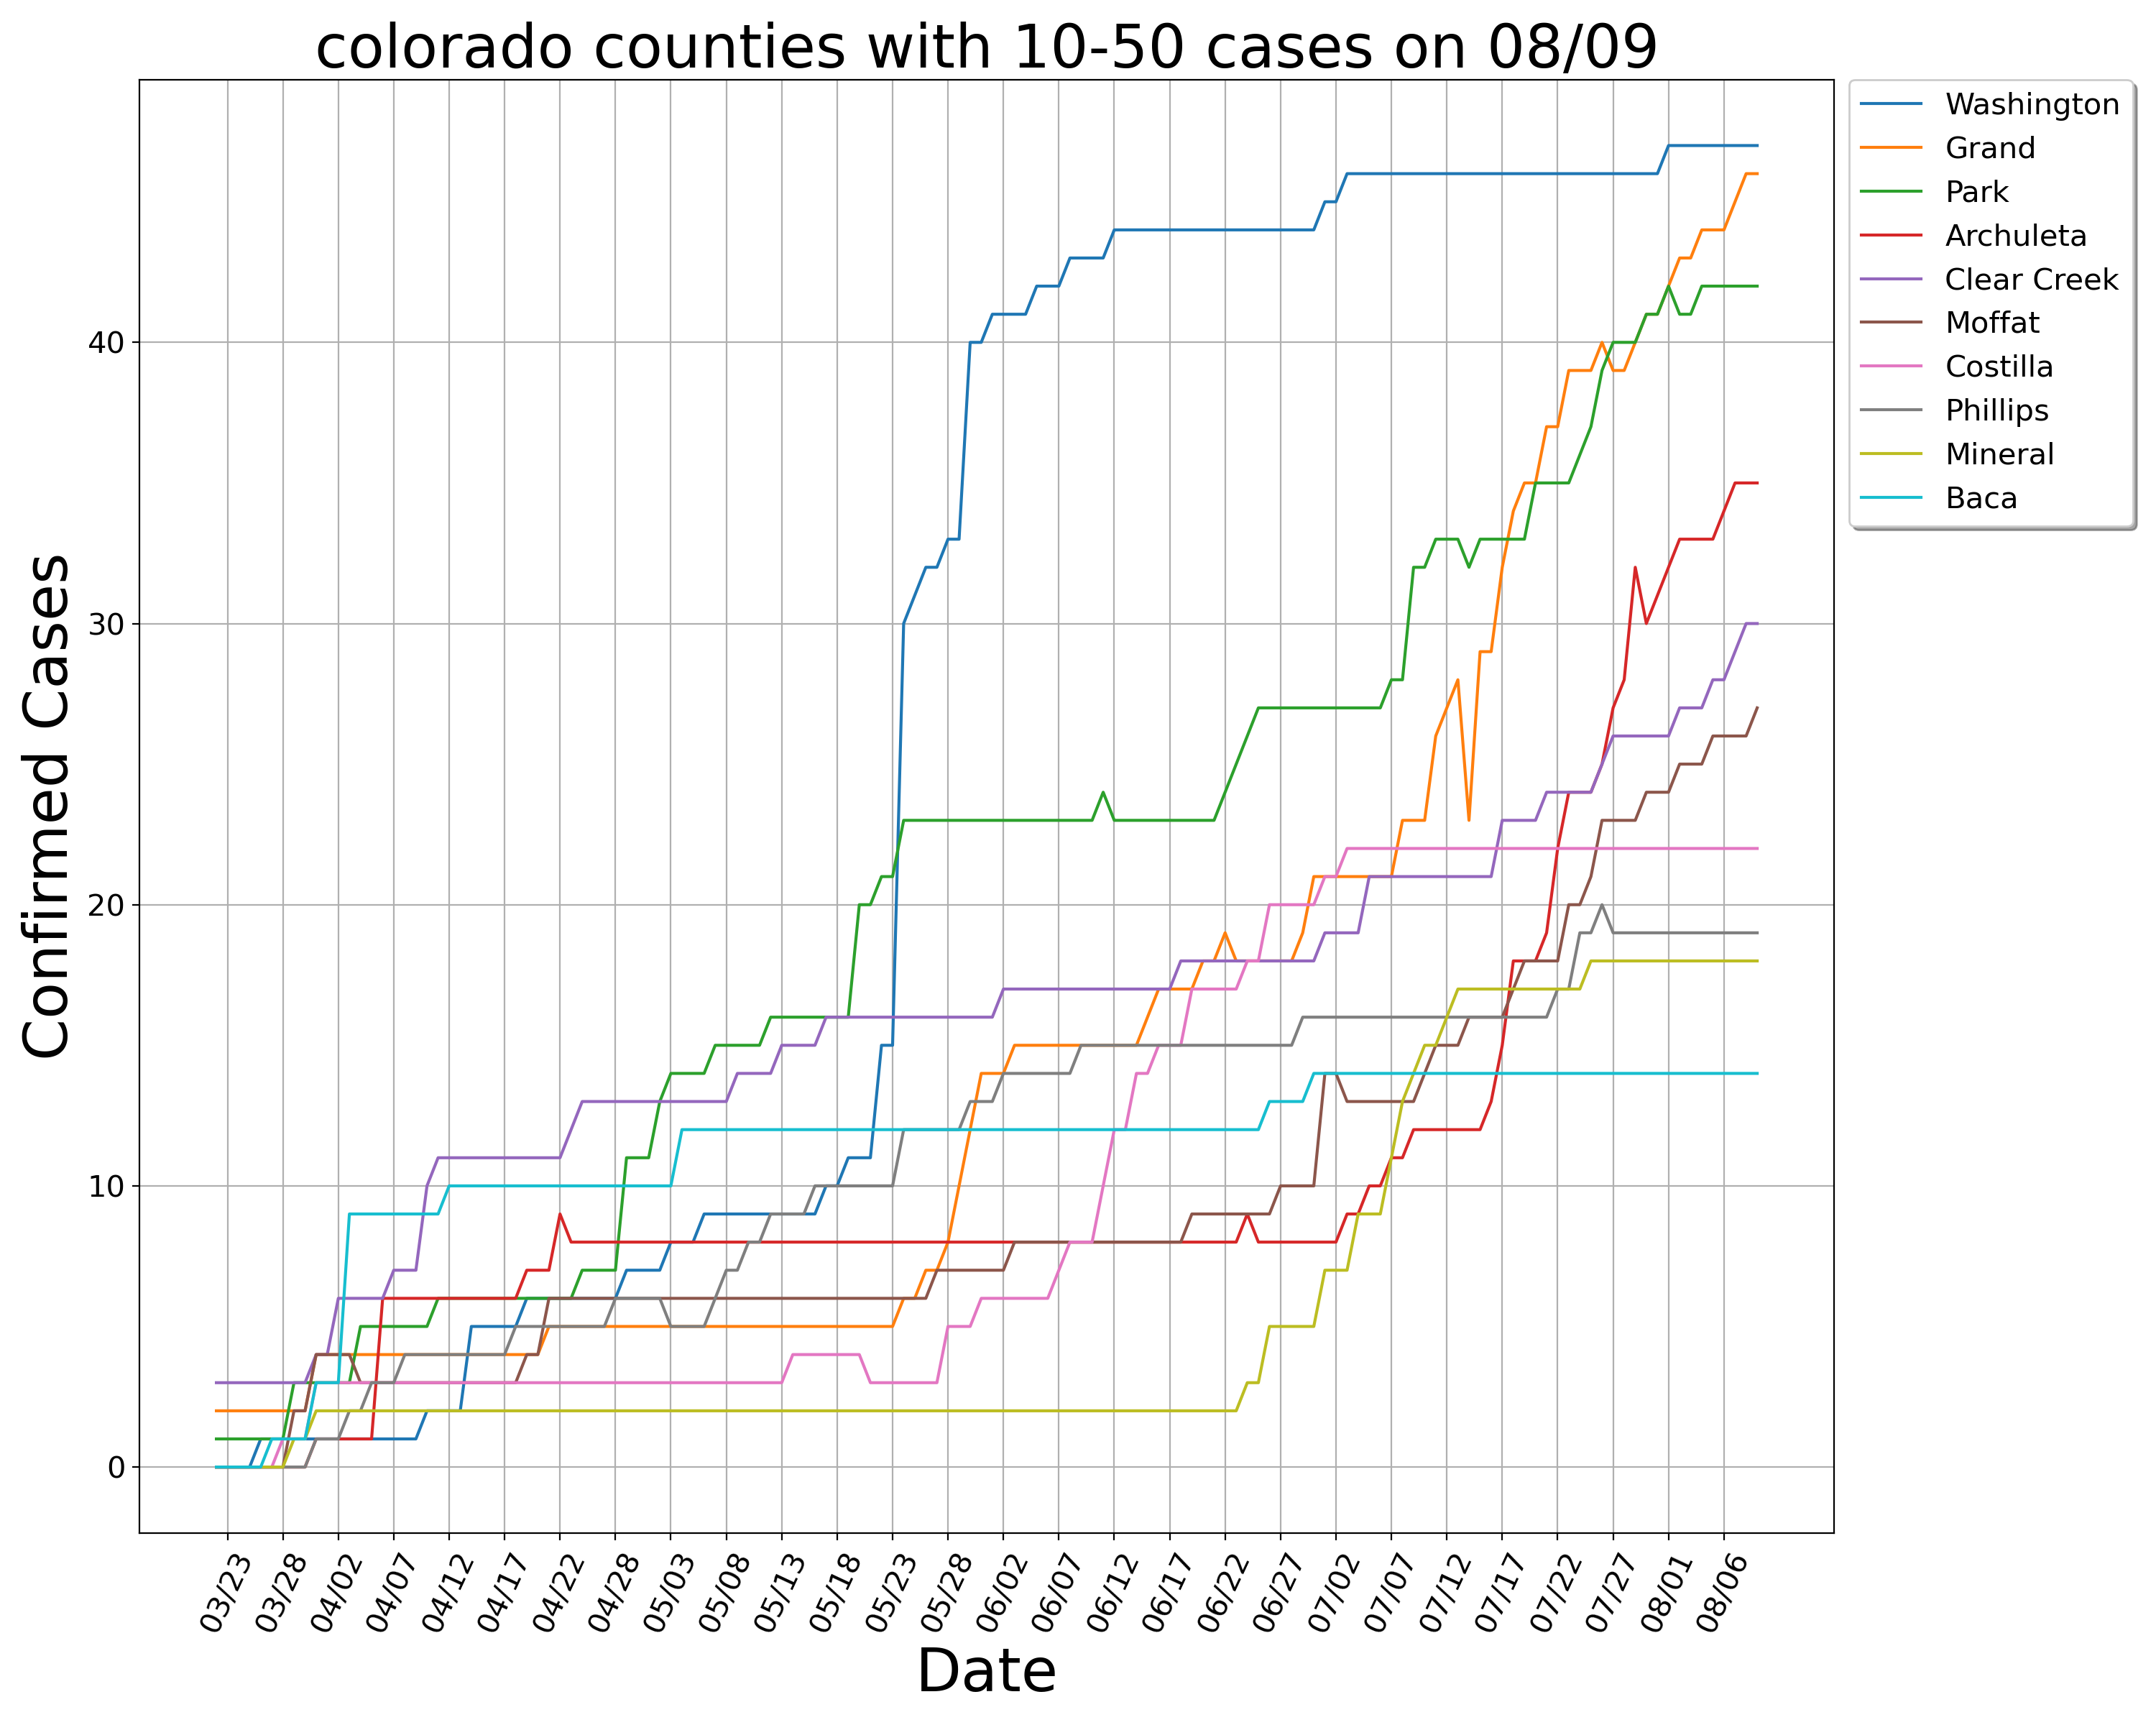 colorado counties with 10-50 cases on 08/09
Washington
Grand
Park
Archuleta
Clear Creek
Moffat
Costilla
Phillips
Mineral
Baca
Confirmed Cases
40
30
20
10
0
03/23 03/28 04/02 04/07 04/12 04/17 04/22 04/28 05/03 05/08 05/13 05/18 05/23 05/28 06/02 06/07 06/12 06/17 06/22 06/27 07/02 07/07 07/12 07/17 07/22 07/27 08/01 08/06
Date